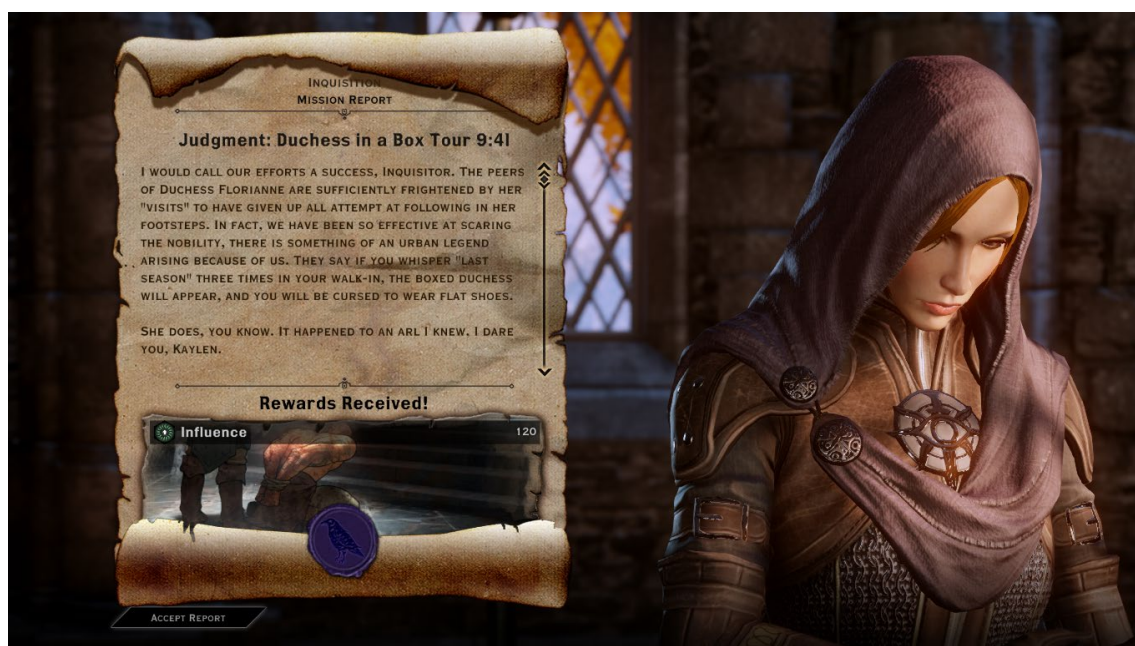 INQUISITION
MISSION REPORT
Judgment: Duchess in a Box Tour 9:41
I WOULD CALL OUR EFFORTS A SUCCESS, INQUISITOR. THE PEERS
OF DUCHESS FLORIANNE ARE SUFFICIENTLY FRIGHTENED BY HER
"VISITS" TO HAVE GIVEN UP ALL ATTEMPT AT FOLLOWING IN HER
FOOTSTEPS. IN FACT, WE HAVE BEEN SO EFFECTIVE AT SCARING
THE NOBILITY, THERE IS SOMETHING OF AN URBAN LEGEND
ARISING BECAUSE OF US. THEY SAY IF YOU WHISPER "LAST
SEASON" THREE TIMES IN YOUR WALK-IN, THE BOXED DUCHESS
WILL APPEAR, AND YOU WILL BE CURSED TO WEAR FLAT SHOES.
SHE DOES, YOU KNOW. IT HAPPENED TO AN ARL I KNEW. I DARE
YOU, KAYLEN.
Rewards Received!
Influence 120
ACCEPT REPORT